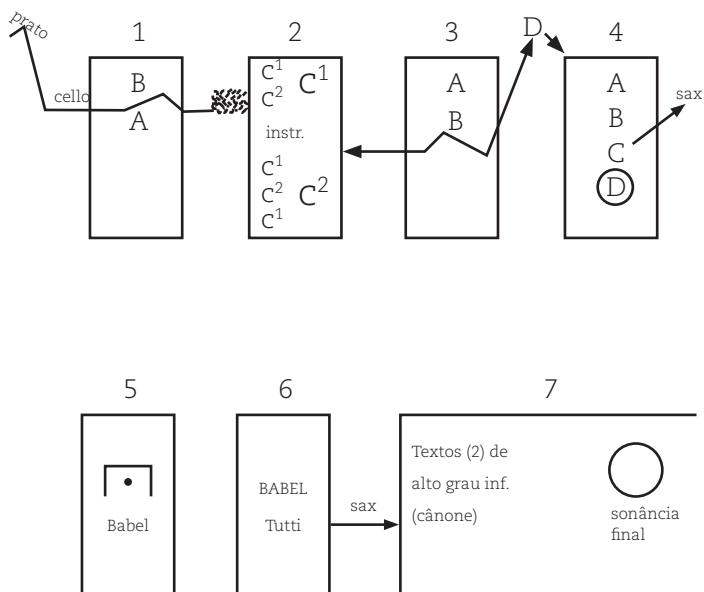 prato
1
2
3
D
4
cello
B
A
C¹
C²
C¹
instr.
C¹
C²
C¹
C²
A
B
A
B
C
D
sax
5
6
7
Babel
BABEL
Tutti
sax
Textos (2) de
alto grau inf.
(cânone)
sonância
final